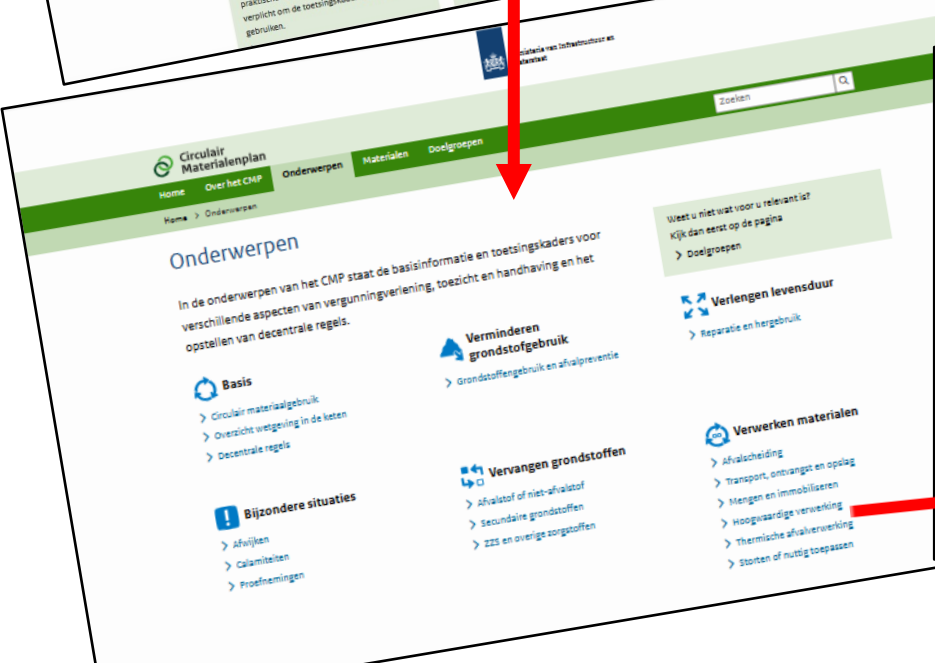 verplicht om de
gebruiken.
Ministerie van Infrastructuur en
Waterstaat
Zoeken
Circulair
Materialenplan
Home Over het CMP Onderwerpen Materialen Doelgroepen
Home > Onderwerpen
Onderwerpen
In de onderwerpen van het CMP staat de basisinformatie en toetsingskaders voor
verschillende aspecten van vergunningverlening, toezicht en handhaving en het
opstellen van decentrale regels.
Weet u niet wat voor u relevant is?
Kijk dan eerst op de pagina
> Doelgroepen
Basis
> Circulair materiaalgebruik
> Overzicht wetgeving in de keten
> Decentrale regels
Verminderen
grondstofgebruik
> Grondstoffengebruik en afvalpreventie
Verlengen levensduur
> Reparatie en hergebruik
Bijzondere situaties
> Afwijken
> Calamiteiten
> Proefnemingen
Vervangen grondstoffen
> Afvalstof of niet-afvalstof
> Secundaire grondstoffen
> ZZS en overige zorgstoffen
Verwerken materialen
> Afvalscheiding
> Transport, ontvangst en opslag
> Mengen en immobiliseren
> Hoogwaardige verwerking
> Thermische afvalverwerking
> Storten of nuttig toepassen